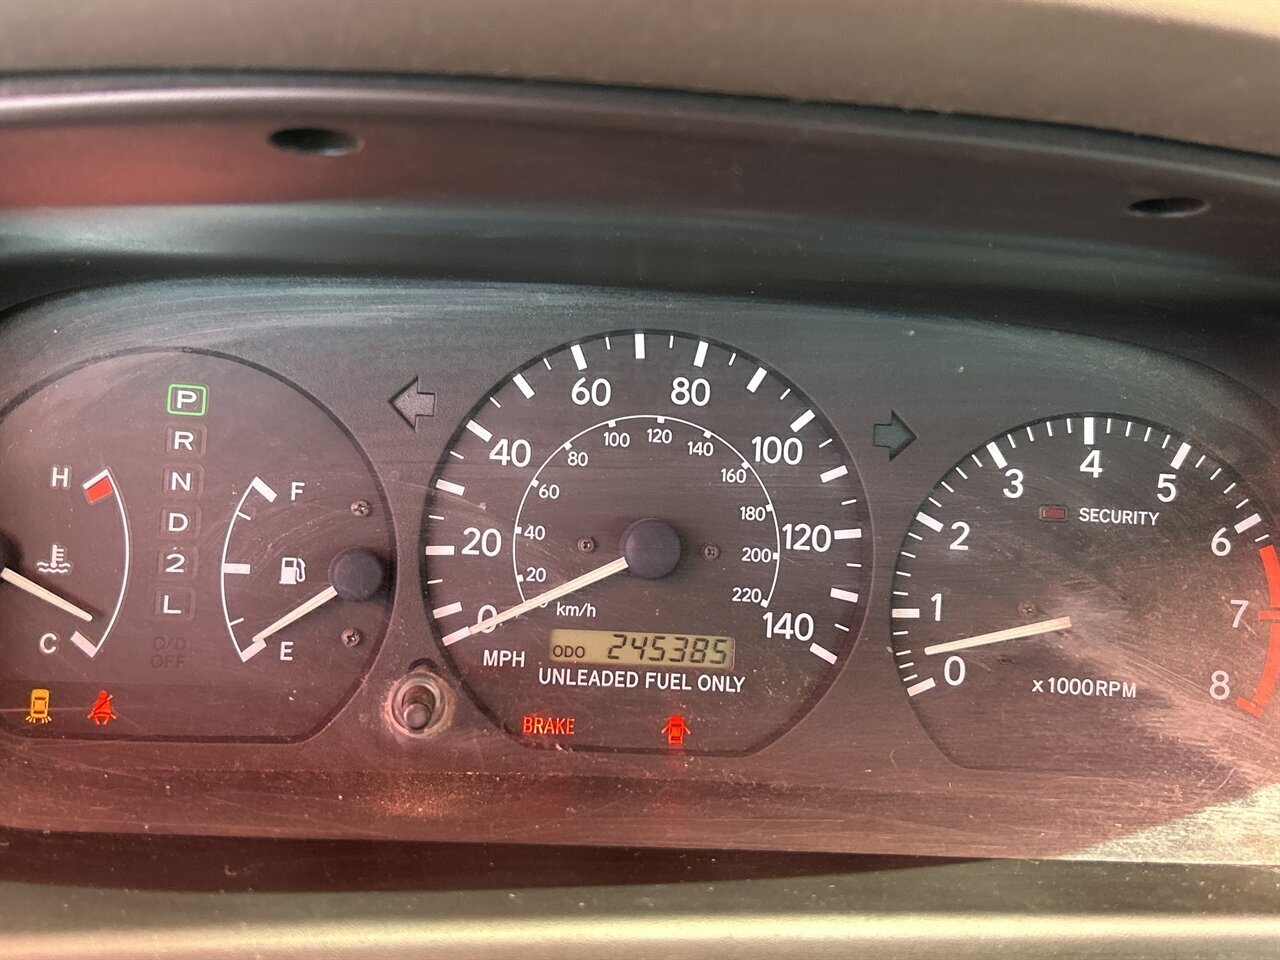 P
R
N
D
2
L
O/D
OFF
H
C
F
E
0
20
40
60
80
100
120
140
20
40
60
80
100
120
140
160
180
200
220
km/h
MPH
ODO 245385
UNLEADED FUEL ONLY
BRAKE
0
1
2
3
4
5
6
7
8
SECURITY
x1000RPM